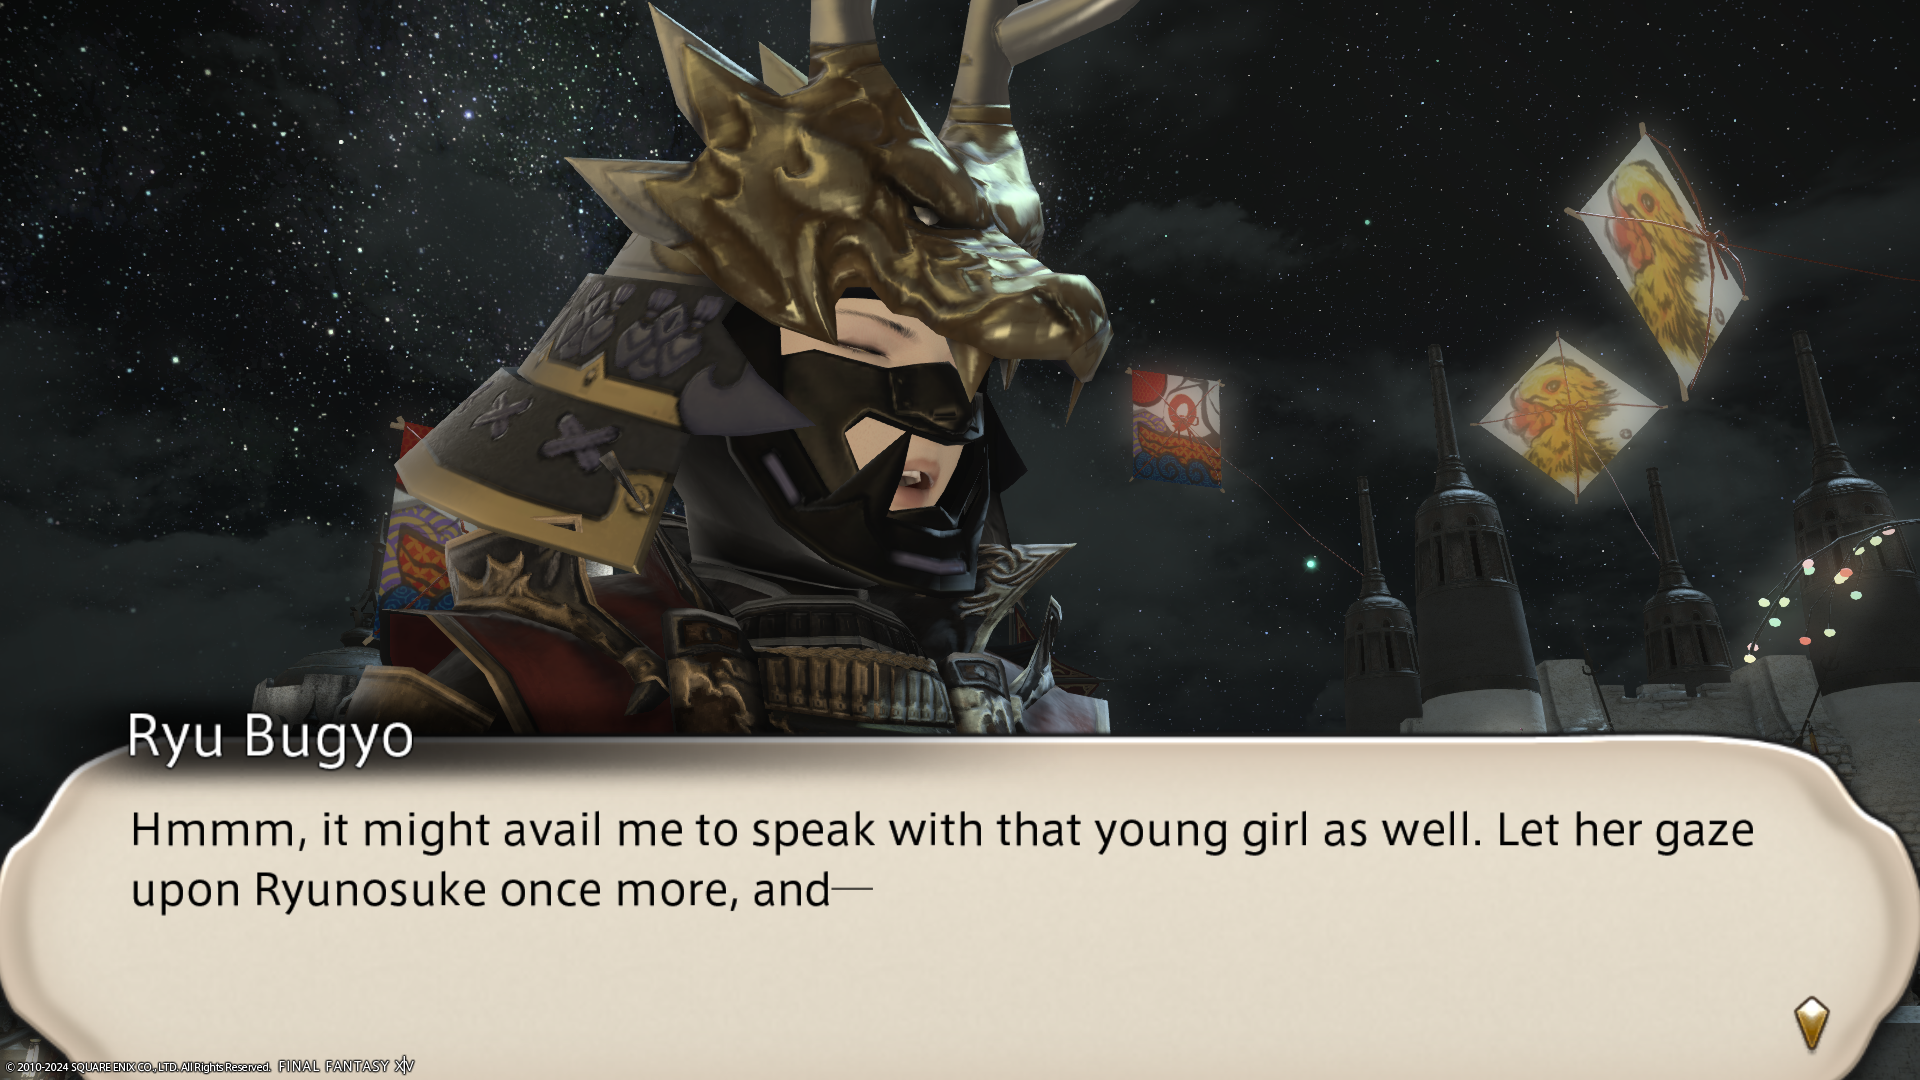 Ryu Bugyo
Hmmm, it might avail me to speak with that young girl as well. Let her gaze
upon Ryunosuke once more, and—
© 2010-2024 SQUARE ENIX CO., LTD. All Rights Reserved. FINAL FANTASY XIV